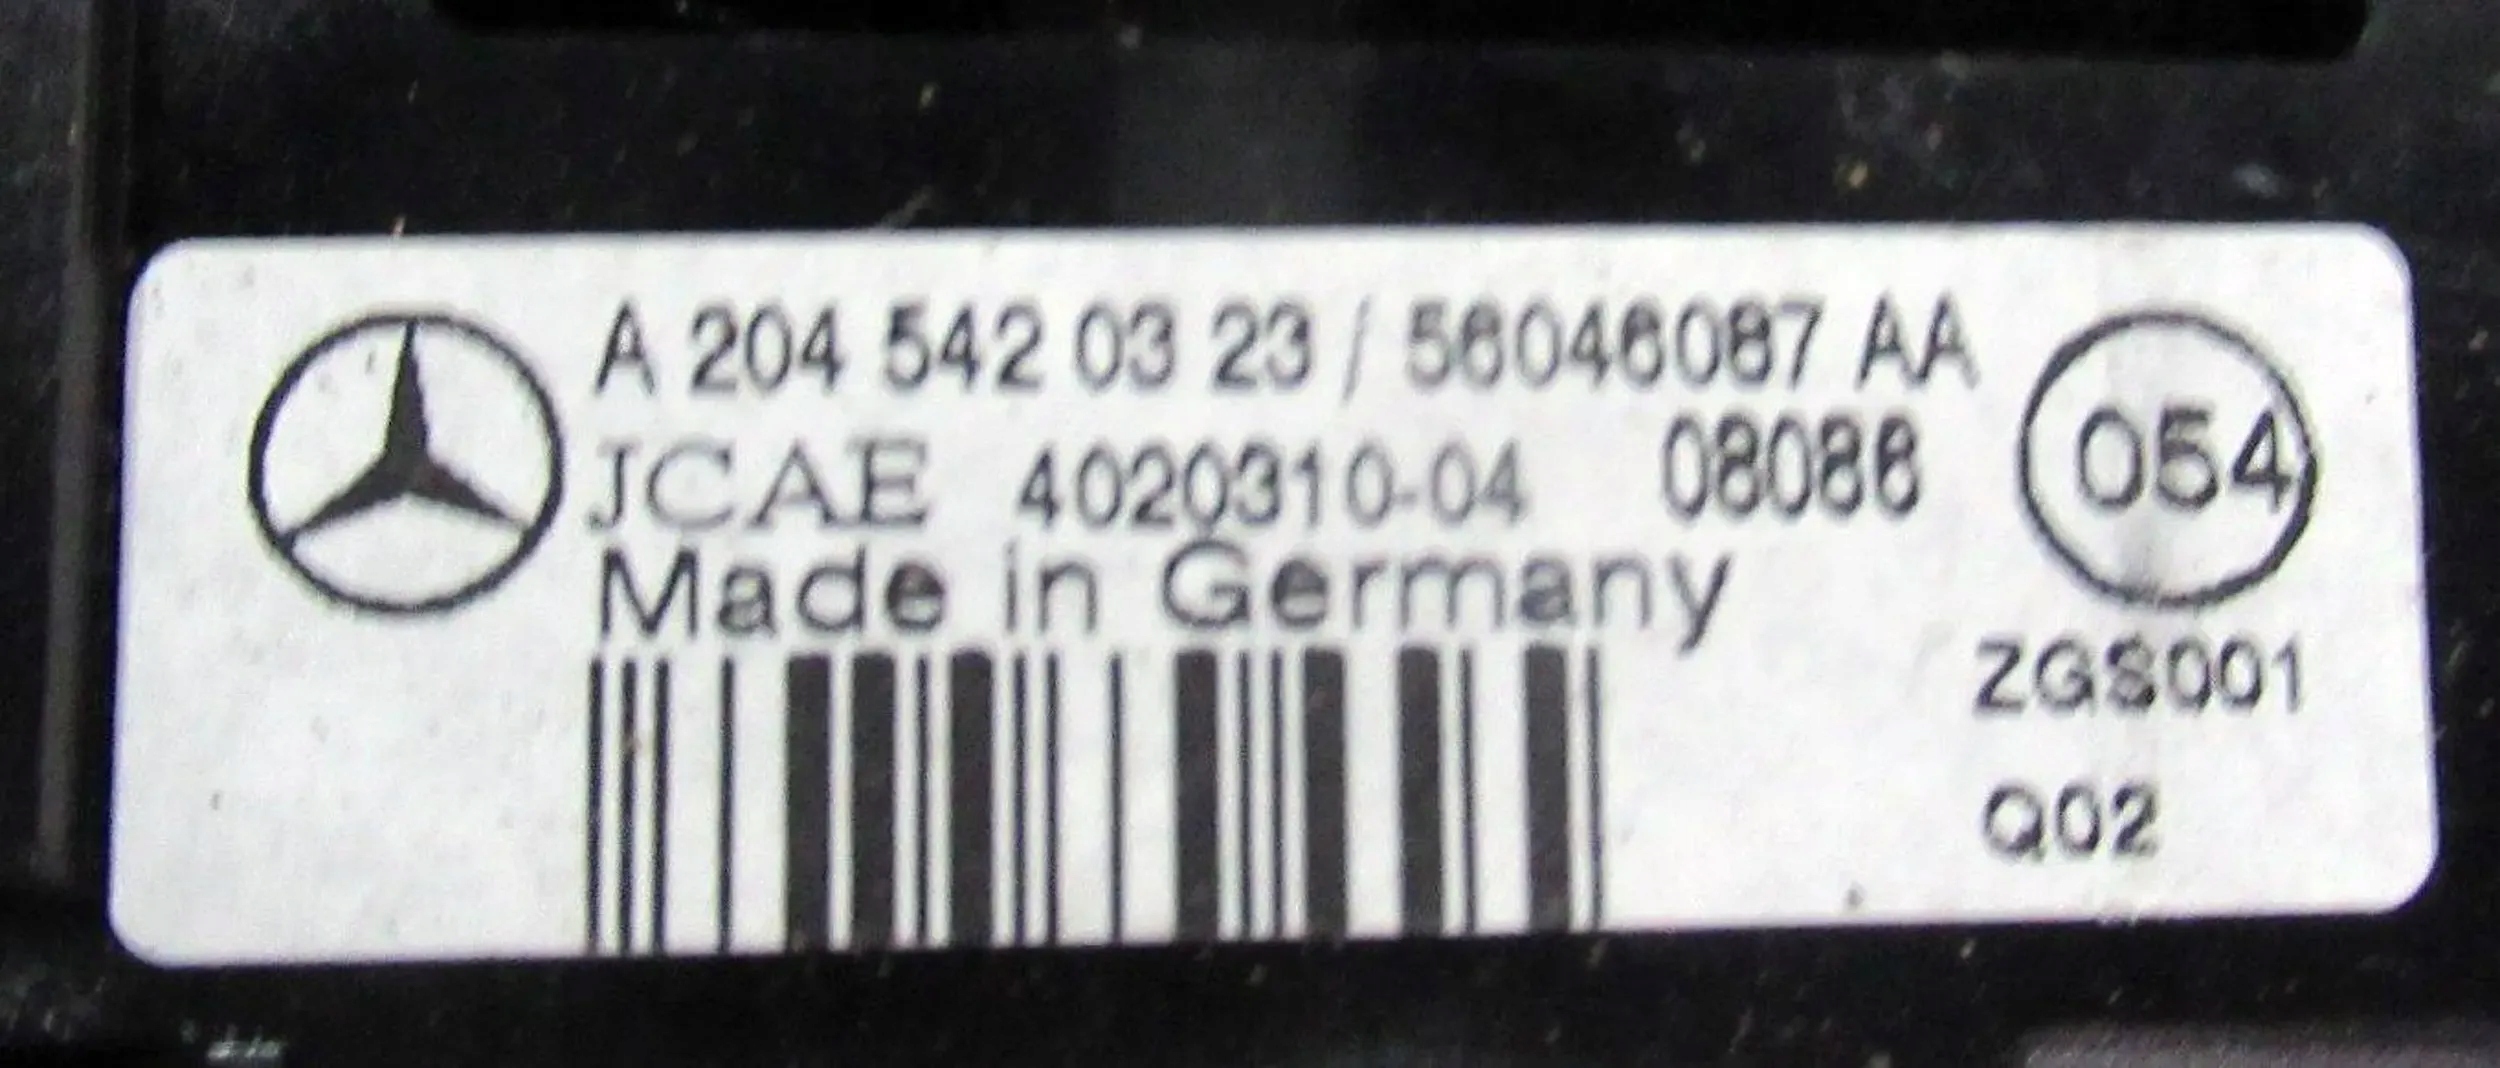 A 204 542 03 23 / 56046087 AA
JCAE 4020310-04 08086
054
Made in Germany
ZGS001
Q02